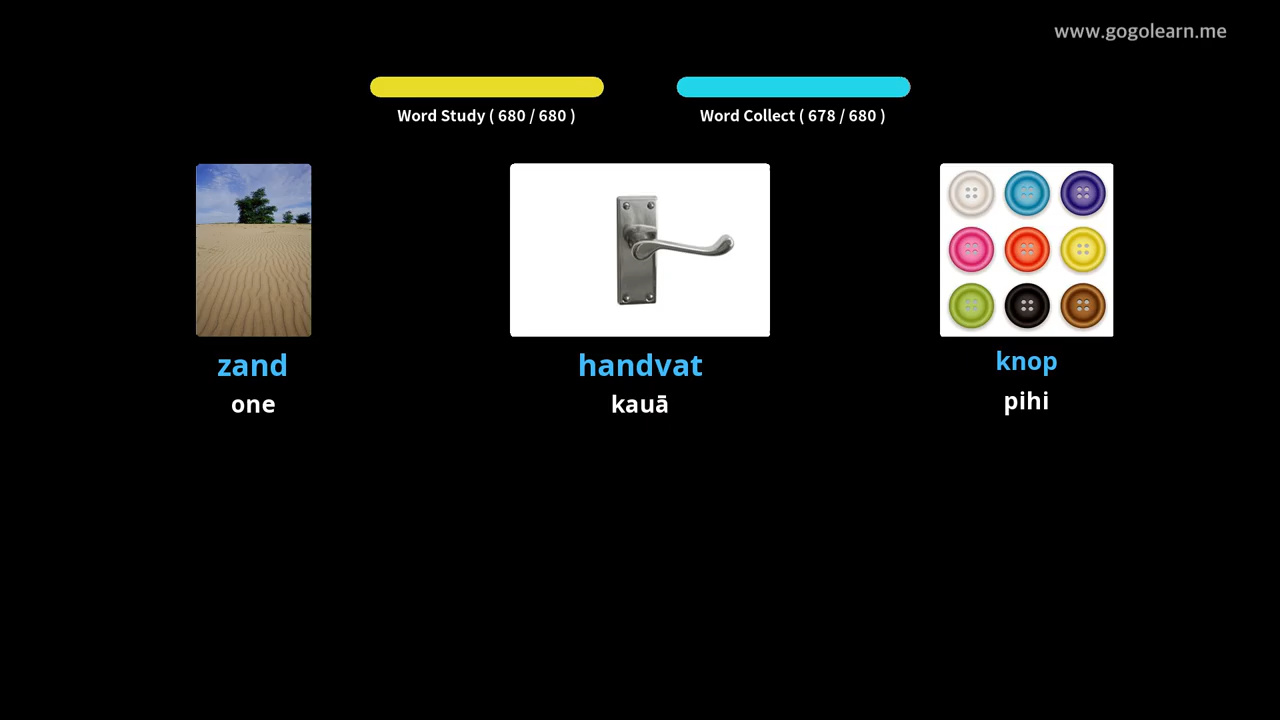 www.gogolearn.me
Word Study ( 680 / 680 )
Word Collect ( 678 / 680 )
zand
one
handvat
kauā
knop
pihi